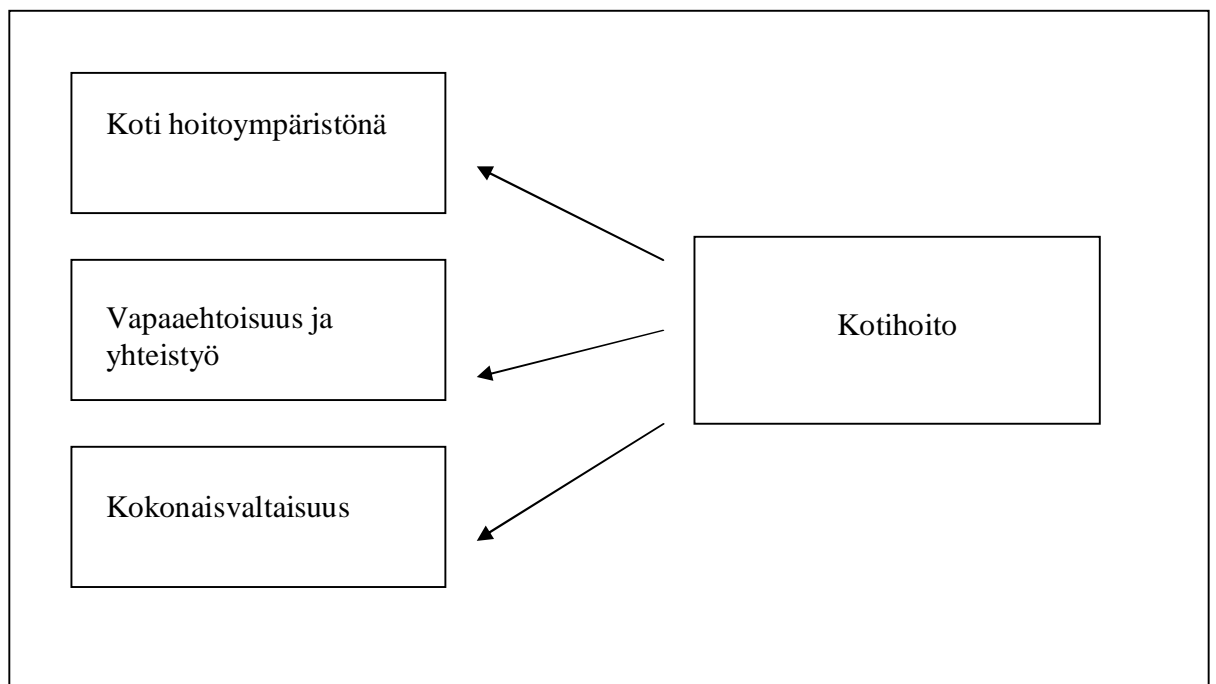 Koti hoitoympäristönä
Vapaaehtoisuus ja
yhteistyö
Kokonaisvaltaisuus
Kotihoito